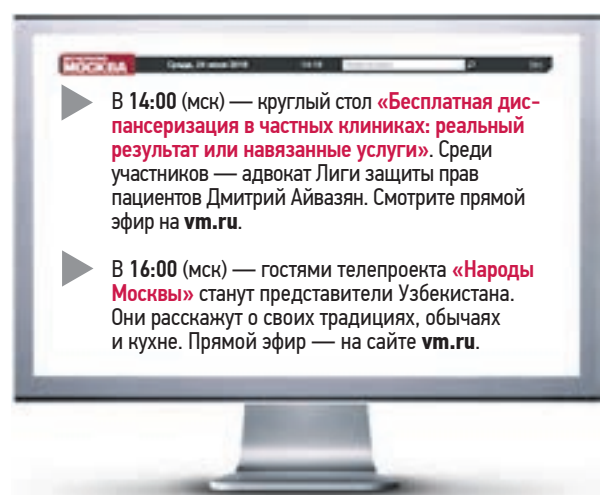 МОСКВА
В 14:00 (мск) — круглый стол «Бесплатная дис-
пансеризация в частных клиниках: реальный
результат или навязанные услуги». Среди
участников — адвокат Лиги защиты прав
пациентов Дмитрий Айвазян. Смотрите прямой
эфир на vm.ru.
В 16:00 (мск) — гостями телепроекта «Народы
Москвы» станут представители Узбекистана.
Они расскажут о своих традициях, обычаях
и кухне. Прямой эфир — на сайте vm.ru.